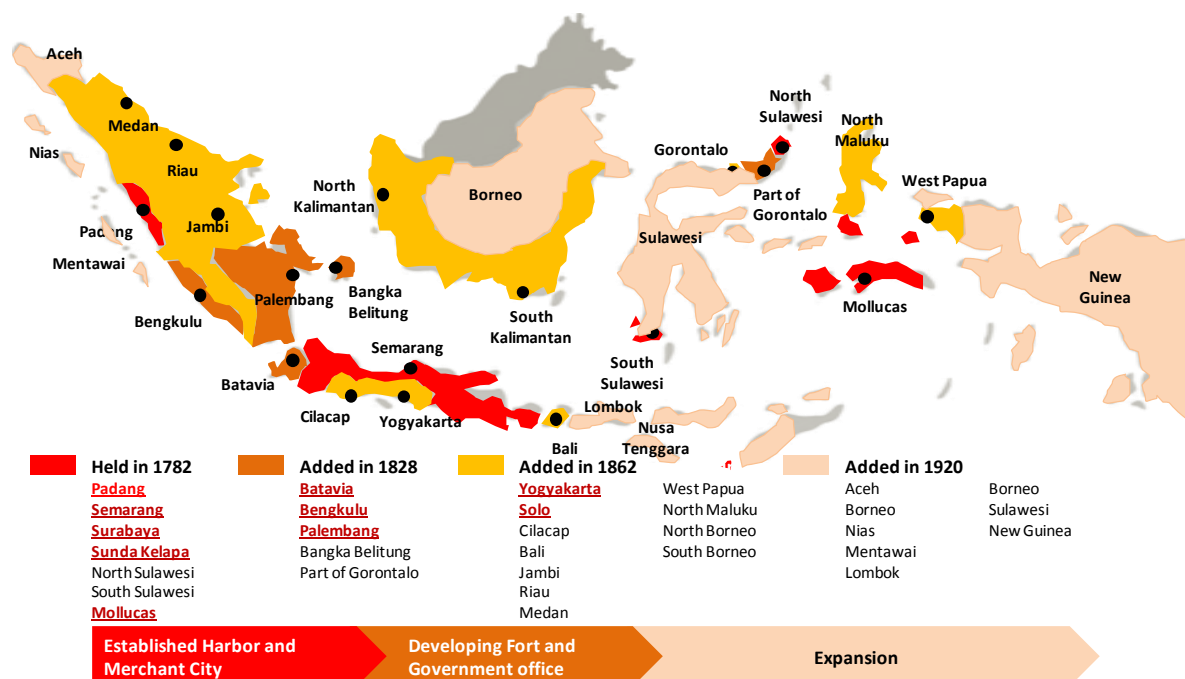 Aceh
Medan
Nias
Riau
Padang
Jambi
Mentawai
Bengkulu
Palembang
Bangka
Belitung
North
Kalimantan
Borneo
South
Kalimantan
Batavia
Semarang
Cilacap
Yogyakarta
Bali
Lombok
Nusa
Tenggara
Gorontalo
North
Sulawesi
Part of
Gorontalo
Sulawesi
South
Sulawesi
North
Maluku
West Papua
Mollucas
New
Guinea
Held in 1782
Padang
Semarang
Surabaya
Sunda Kelapa
North Sulawesi
South Sulawesi
Mollucas
Added in 1828
Batavia
Bengkulu
Palembang
Bangka Belitung
Part of Gorontalo
Added in 1862
Yogyakarta
Solo
Cilacap
Bali
Jambi
Riau
Medan
West Papua
North Maluku
North Borneo
South Borneo
Added in 1920
Aceh
Borneo
Nias
Mentawai
Lombok
Borneo
Sulawesi
New Guinea
Established Harbor and
Merchant City
Developing Fort and
Government office
Expansion